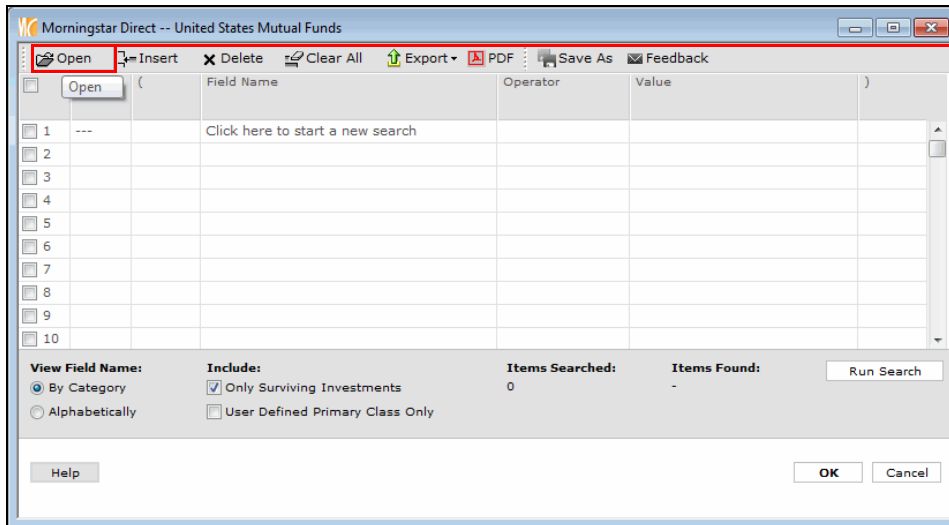 Morningstar Direct -- United States Mutual Funds
Open Insert Delete Clear All Export PDF Save As Feedback
Open ( Field Name Operator Value )
1 --- Click here to start a new search
2
3
4
5
6
7
8
9
10
View Field Name: Include: Items Searched: Items Found: Run Search
By Category Only Surviving Investments 0 -
Alphabetically User Defined Primary Class Only
Help OK Cancel